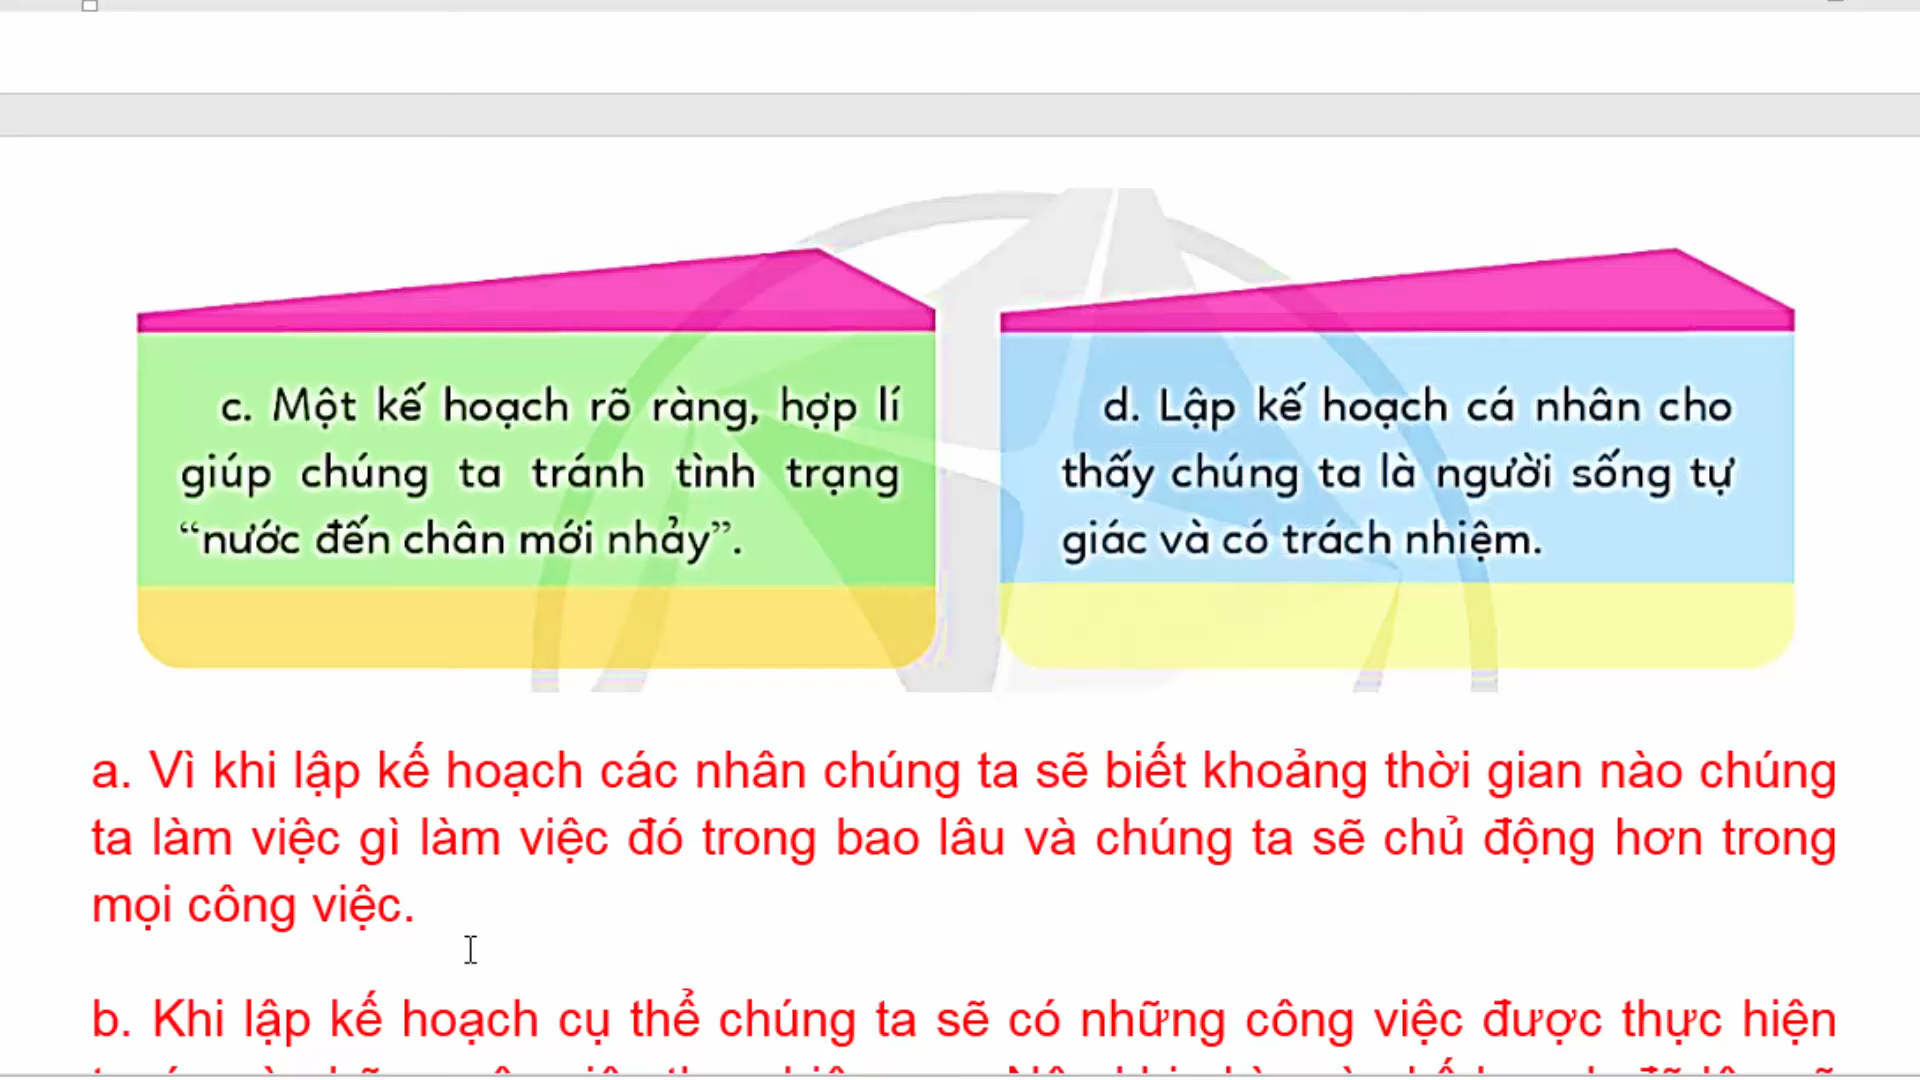 c. Một kế hoạch rõ ràng, hợp lí
giúp chúng ta tránh tình trạng
“nước đến chân mới nhảy”.
d. Lập kế hoạch cá nhân cho
thấy chúng ta là người sống tự
giác và có trách nhiệm.
a. Vì khi lập kế hoạch các nhân chúng ta sẽ biết khoảng thời gian nào chúng
ta làm việc gì làm việc đó trong bao lâu và chúng ta sẽ chủ động hơn trong
mọi công việc.
b. Khi lập kế hoạch cụ thể chúng ta sẽ có những công việc được thực hiện